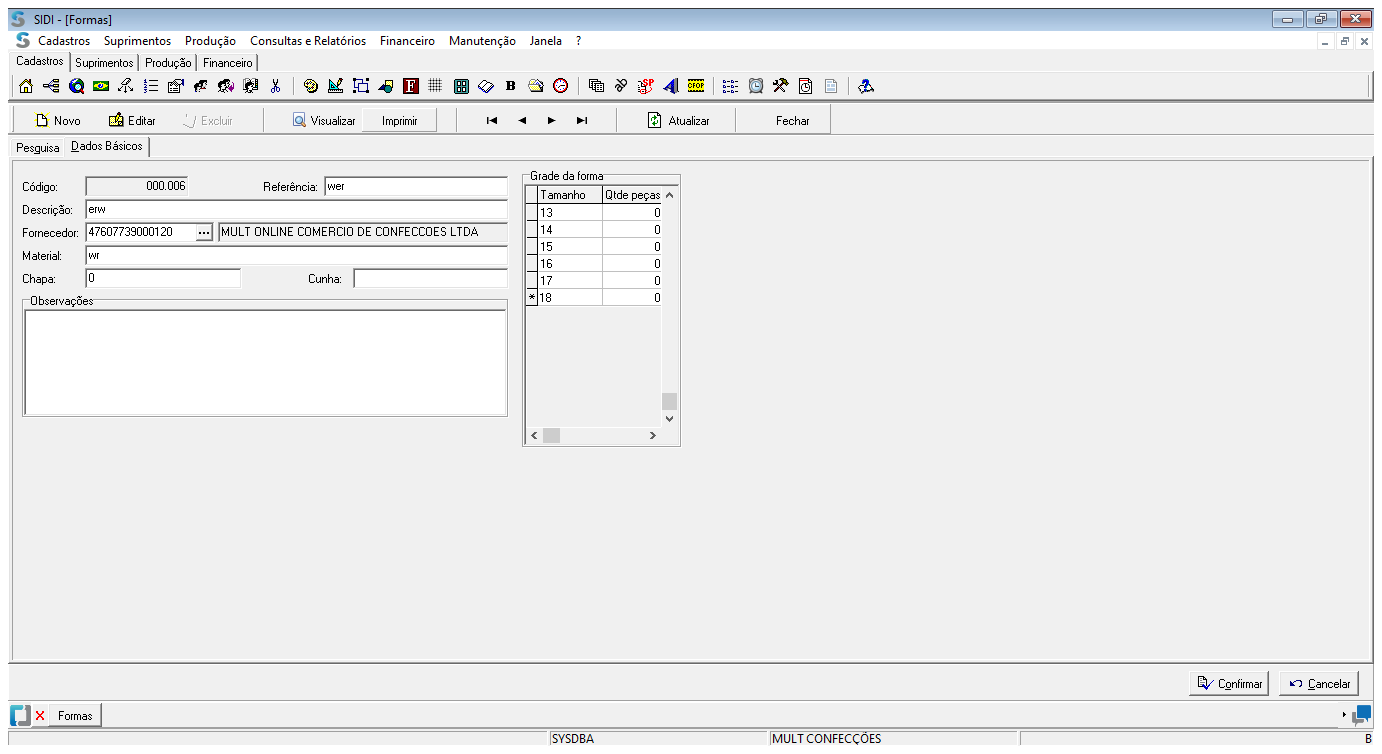 SIDI - [Formas]
Cadastros Suprimentos Produção Consultas e Relatórios Financeiro Manutenção Janela ?
Cadastros Suprimentos Produção Financeiro
F B SP CFOP
Novo Editar Excluir Visualizar Imprimir Atualizar Fechar
Pesquisa Dados Básicos
Código: 000.006 Referência: wer
Descrição: erw
Fornecedor: 47607739000120 ... MULT ONLINE COMERCIO DE CONFECCOES LTDA
Material: wr
Chapa: 0 Cunha:
Observações
Grade da forma
Tamanho Qtde peças
13 0
14 0
15 0
16 0
17 0
* 18 0
Confirmar Cancelar
Formas
SYSDBA MULT CONFECÇÕES B